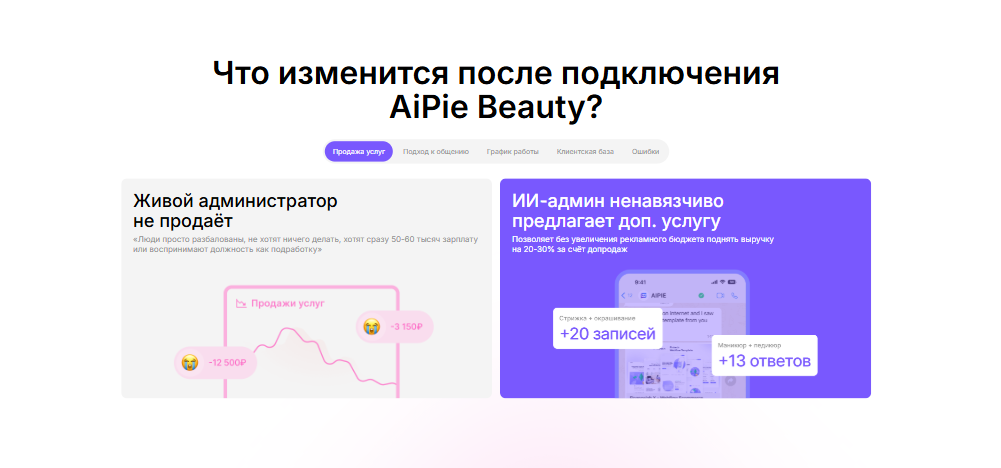 Что изменится после подключения
AiPie Beauty?
Продажа услуг
Подход к общению
График работы
Клиентская база
Ошибки
Живой администратор
не продаёт
«Люди просто разбалованы, не хотят ничего делать, хотят сразу 50-60 тысяч зарплату
или воспринимают должность как подработку»
Продажи услуг
-3 150₽
-12 500₽
ИИ-админ ненавязчиво
предлагает доп. услугу
Позволяет без увеличения рекламного бюджета поднять выручку
на 20-30% за счёт допродаж
9:41
AIPIE
on Internet and I saw
template from you
Стрижка + окрашивание
+20 записей
Маникюр + педикюр
+13 ответов